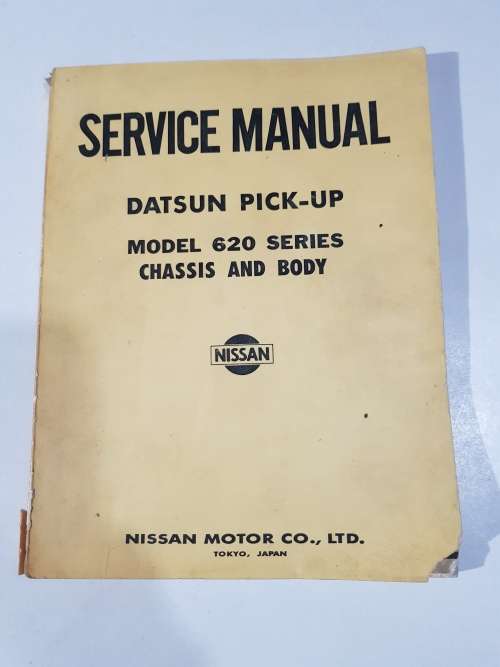 SERVICE MANUAL
DATSUN PICK-UP
MODEL 620 SERIES
CHASSIS AND BODY
NISSAN
NISSAN MOTOR CO., LTD.
TOKYO, JAPAN